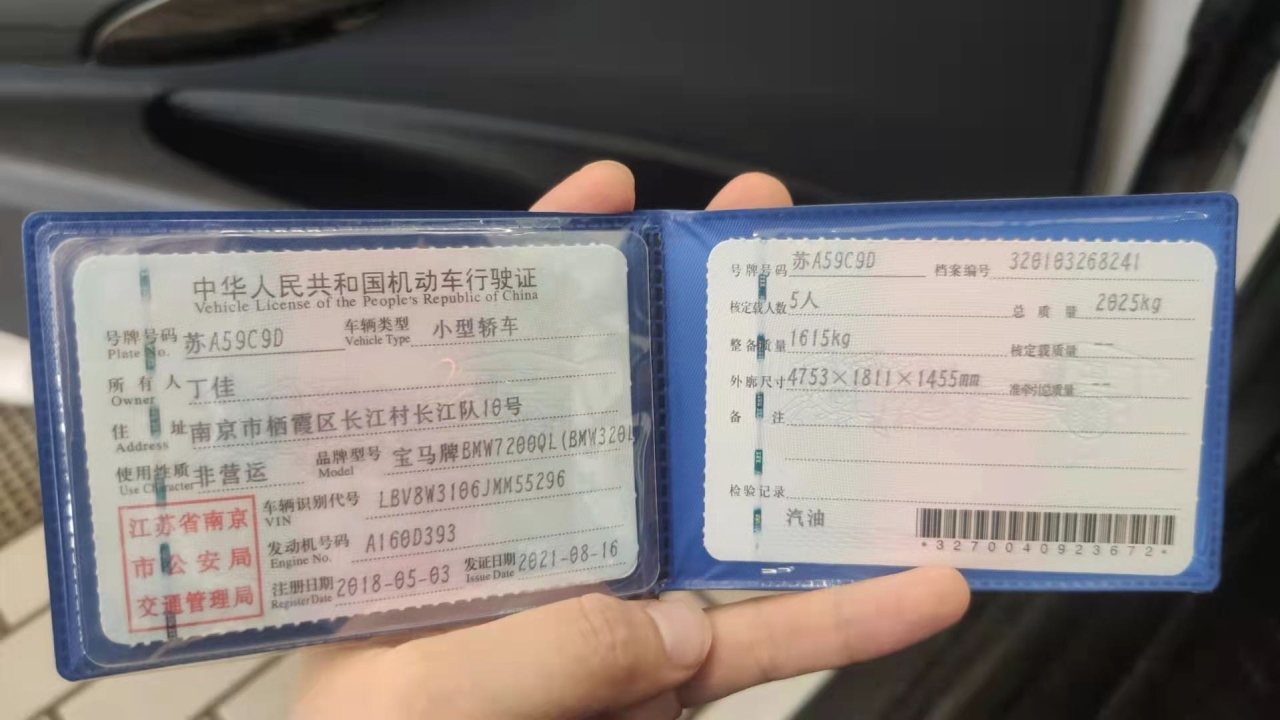 中华人民共和国机动车行驶证
Vehicle License of the People's Republic of China
号牌号码 苏A59C9D 车辆类型 小型轿车
Plate No. Vehicle Type
所有人 丁佳
Owner
住址 南京市栖霞区长江村长江队10号
Address
使用性质 非营运 品牌型号 宝马牌BMW7200QL(BMW320L
Use Character Model
江苏省南京
市公安局
交通管理局
车辆识别代号 LBV8W3106JMM55296
VIN
发动机号码 A160D393
Engine No.
注册日期 2018-05-03 发证日期 2021-08-16
Register Date Issue Date
号牌号码 苏A59C9D 档案编号 320103268241
核定载人数 5人 总质量 2025kg
整备质量 1615kg 核定载质量 --
外廓尺寸 4753×1811×1455㎜ 准牵引总质量 --
备注
检验记录
汽油
*3270040923672*